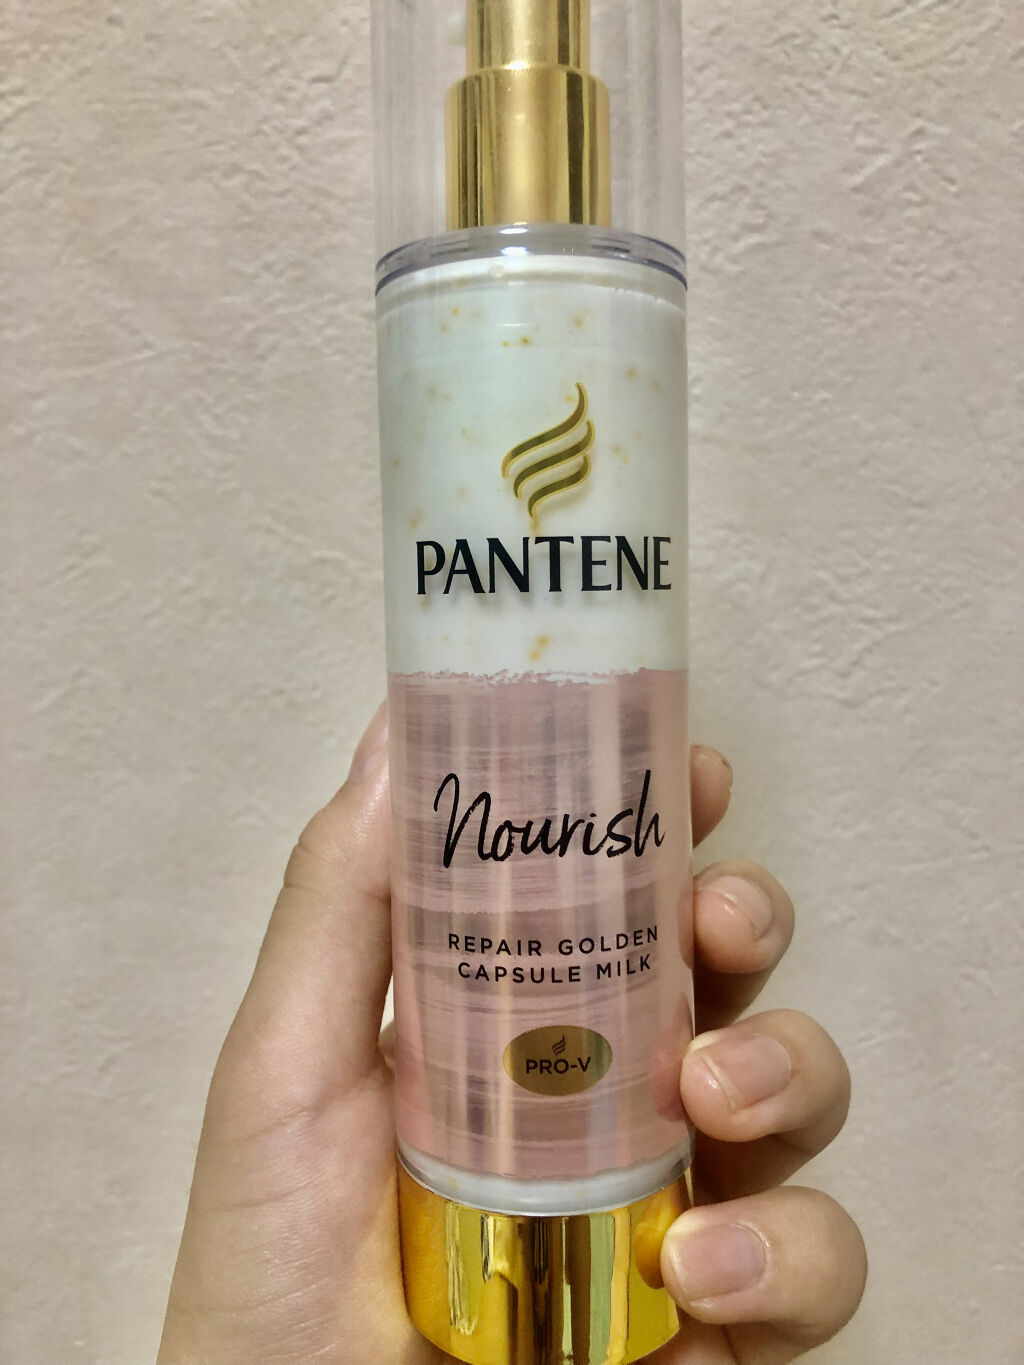 PANTENE
Nourish
REPAIR GOLDEN
CAPSULE MILK
PRO-V